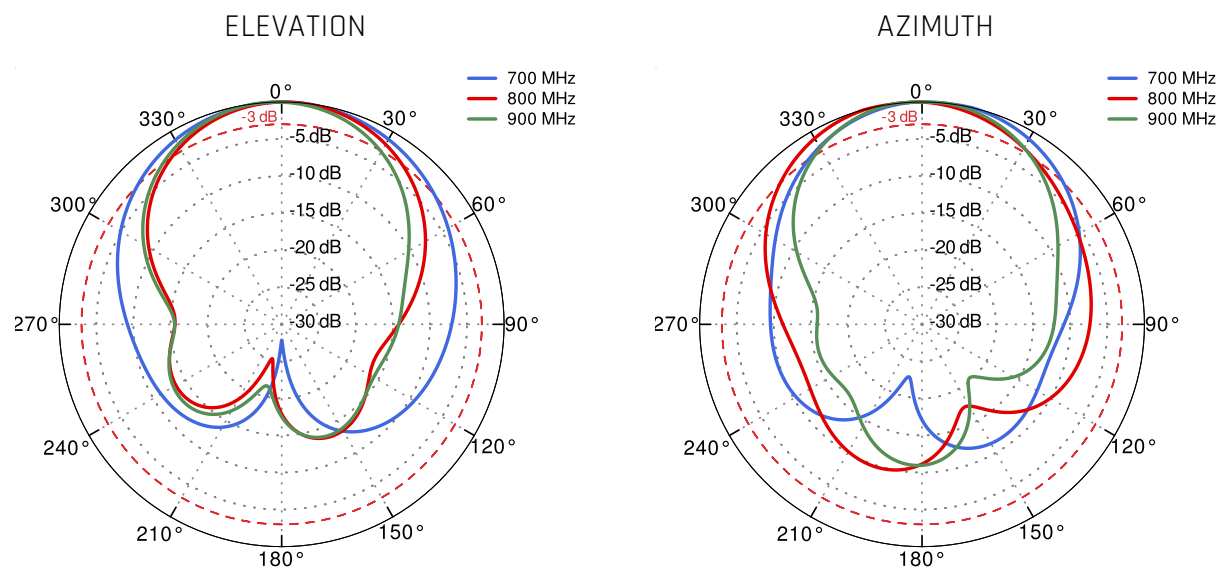 ELEVATION
700 MHz
800 MHz
900 MHz
0°
30°
60°
90°
120°
150°
180°
210°
240°
270°
300°
330°
-3 dB
-5 dB
-10 dB
-15 dB
-20 dB
-25 dB
-30 dB
AZIMUTH
700 MHz
800 MHz
900 MHz
0°
30°
60°
90°
120°
150°
180°
210°
240°
270°
300°
330°
-3 dB
-5 dB
-10 dB
-15 dB
-20 dB
-25 dB
-30 dB